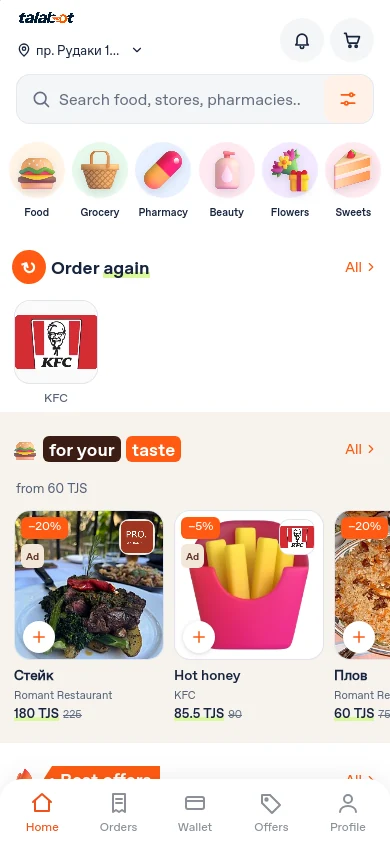 talaboot
пр. Рудаки 1...
Search food, stores, pharmacies..
Food
Grocery
Pharmacy
Beauty
Flowers
Sweets
Order again
All
KFC
KFC
for your taste
All
from 60 TJS
−20%
PRO.
Ad
−5%
KFC
Ad
−20%
Стейк
Romant Restaurant
180 TJS 225
Hot honey
KFC
85.5 TJS 90
Плов
Romant Re
60 TJS 75
Best offers
All
Home
Orders
Wallet
Offers
Profile